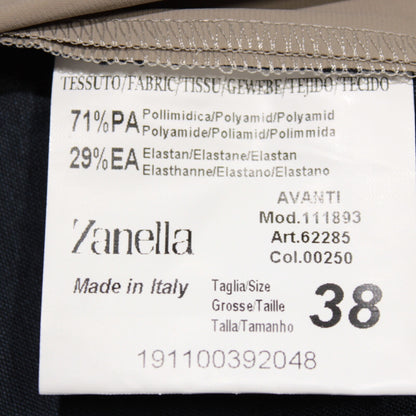 TESSUTO/FABRIC/TISSU/GEWEBE/TEJIDO/TECIDO
71%PA Pollimidica/Polyamid/Polyamid
Polyamide/Poliamid/Polimmida
29%EA Elastan/Elastane/Elastan
Elasthanne/Elastano/Elastano
AVANTI
Mod.111893
Art.62285
Col.00250
Zanella
Made in Italy
Taglia/Size
Grosse/Taille
Talla/Tamanho
38
191100392048